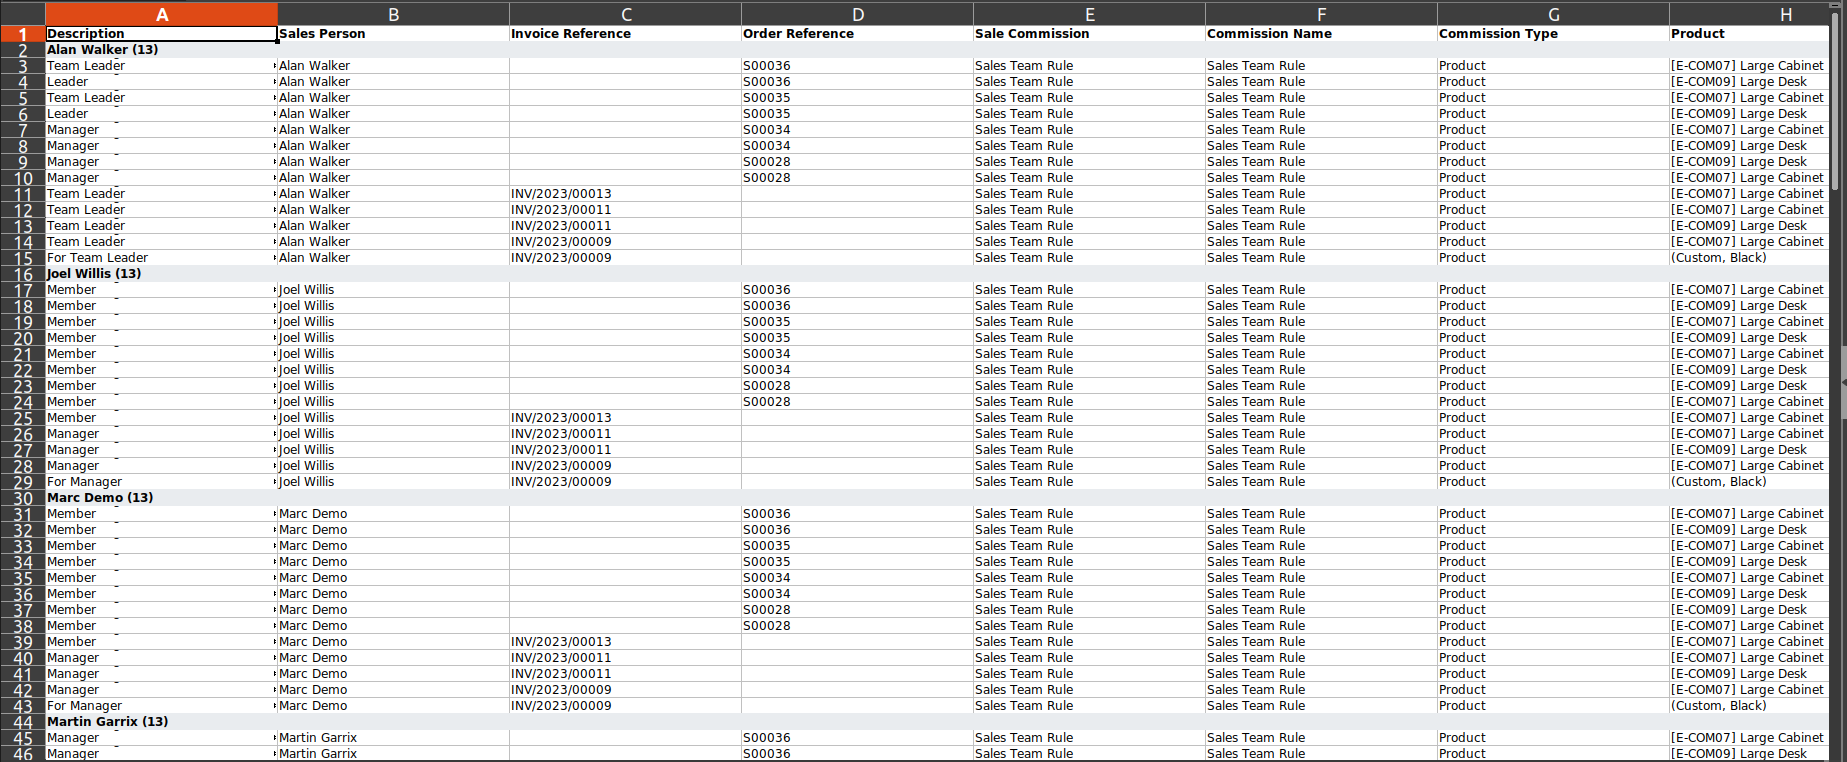 A B C D E F G H
1 Description Sales Person Invoice Reference Order Reference Sale Commission Commission Name Commission Type Product
2 Alan Walker (13)
3 Team Leader Alan Walker S00036 Sales Team Rule Sales Team Rule Product [E-COM07] Large Cabinet
4 Leader Alan Walker S00036 Sales Team Rule Sales Team Rule Product [E-COM09] Large Desk
5 Team Leader Alan Walker S00035 Sales Team Rule Sales Team Rule Product [E-COM07] Large Cabinet
6 Leader Alan Walker S00035 Sales Team Rule Sales Team Rule Product [E-COM09] Large Desk
7 Manager Alan Walker S00034 Sales Team Rule Sales Team Rule Product [E-COM07] Large Cabinet
8 Manager Alan Walker S00034 Sales Team Rule Sales Team Rule Product [E-COM09] Large Desk
9 Manager Alan Walker S00028 Sales Team Rule Sales Team Rule Product [E-COM09] Large Desk
10 Manager Alan Walker S00028 Sales Team Rule Sales Team Rule Product [E-COM07] Large Cabinet
11 Team Leader Alan Walker INV/2023/00013 Sales Team Rule Sales Team Rule Product [E-COM07] Large Cabinet
12 Team Leader Alan Walker INV/2023/00011 Sales Team Rule Sales Team Rule Product [E-COM07] Large Cabinet
13 Team Leader Alan Walker INV/2023/00011 Sales Team Rule Sales Team Rule Product [E-COM09] Large Desk
14 Team Leader Alan Walker INV/2023/00009 Sales Team Rule Sales Team Rule Product [E-COM07] Large Cabinet
15 For Team Leader Alan Walker INV/2023/00009 Sales Team Rule Sales Team Rule Product (Custom, Black)
16 Joel Willis (13)
17 Member Joel Willis S00036 Sales Team Rule Sales Team Rule Product [E-COM07] Large Cabinet
18 Member Joel Willis S00036 Sales Team Rule Sales Team Rule Product [E-COM09] Large Desk
19 Member Joel Willis S00035 Sales Team Rule Sales Team Rule Product [E-COM07] Large Cabinet
20 Member Joel Willis S00035 Sales Team Rule Sales Team Rule Product [E-COM09] Large Desk
21 Member Joel Willis S00034 Sales Team Rule Sales Team Rule Product [E-COM07] Large Cabinet
22 Member Joel Willis S00034 Sales Team Rule Sales Team Rule Product [E-COM09] Large Desk
23 Member Joel Willis S00028 Sales Team Rule Sales Team Rule Product [E-COM09] Large Desk
24 Member Joel Willis S00028 Sales Team Rule Sales Team Rule Product [E-COM07] Large Cabinet
25 Member Joel Willis INV/2023/00013 Sales Team Rule Sales Team Rule Product [E-COM07] Large Cabinet
26 Manager Joel Willis INV/2023/00011 Sales Team Rule Sales Team Rule Product [E-COM07] Large Cabinet
27 Manager Joel Willis INV/2023/00011 Sales Team Rule Sales Team Rule Product [E-COM09] Large Desk
28 Manager Joel Willis INV/2023/00009 Sales Team Rule Sales Team Rule Product [E-COM07] Large Cabinet
29 For Manager Joel Willis INV/2023/00009 Sales Team Rule Sales Team Rule Product (Custom, Black)
30 Marc Demo (13)
31 Member Marc Demo S00036 Sales Team Rule Sales Team Rule Product [E-COM07] Large Cabinet
32 Member Marc Demo S00036 Sales Team Rule Sales Team Rule Product [E-COM09] Large Desk
33 Member Marc Demo S00035 Sales Team Rule Sales Team Rule Product [E-COM07] Large Cabinet
34 Member Marc Demo S00035 Sales Team Rule Sales Team Rule Product [E-COM09] Large Desk
35 Member Marc Demo S00034 Sales Team Rule Sales Team Rule Product [E-COM07] Large Cabinet
36 Member Marc Demo S00034 Sales Team Rule Sales Team Rule Product [E-COM09] Large Desk
37 Member Marc Demo S00028 Sales Team Rule Sales Team Rule Product [E-COM09] Large Desk
38 Member Marc Demo S00028 Sales Team Rule Sales Team Rule Product [E-COM07] Large Cabinet
39 Member Marc Demo INV/2023/00013 Sales Team Rule Sales Team Rule Product [E-COM07] Large Cabinet
40 Manager Marc Demo INV/2023/00011 Sales Team Rule Sales Team Rule Product [E-COM07] Large Cabinet
41 Manager Marc Demo INV/2023/00011 Sales Team Rule Sales Team Rule Product [E-COM09] Large Desk
42 Manager Marc Demo INV/2023/00009 Sales Team Rule Sales Team Rule Product [E-COM07] Large Cabinet
43 For Manager Marc Demo INV/2023/00009 Sales Team Rule Sales Team Rule Product (Custom, Black)
44 Martin Garrix (13)
45 Manager Martin Garrix S00036 Sales Team Rule Sales Team Rule Product [E-COM07] Large Cabinet
46 Manager Martin Garrix S00036 Sales Team Rule Sales Team Rule Product [E-COM09] Large Desk